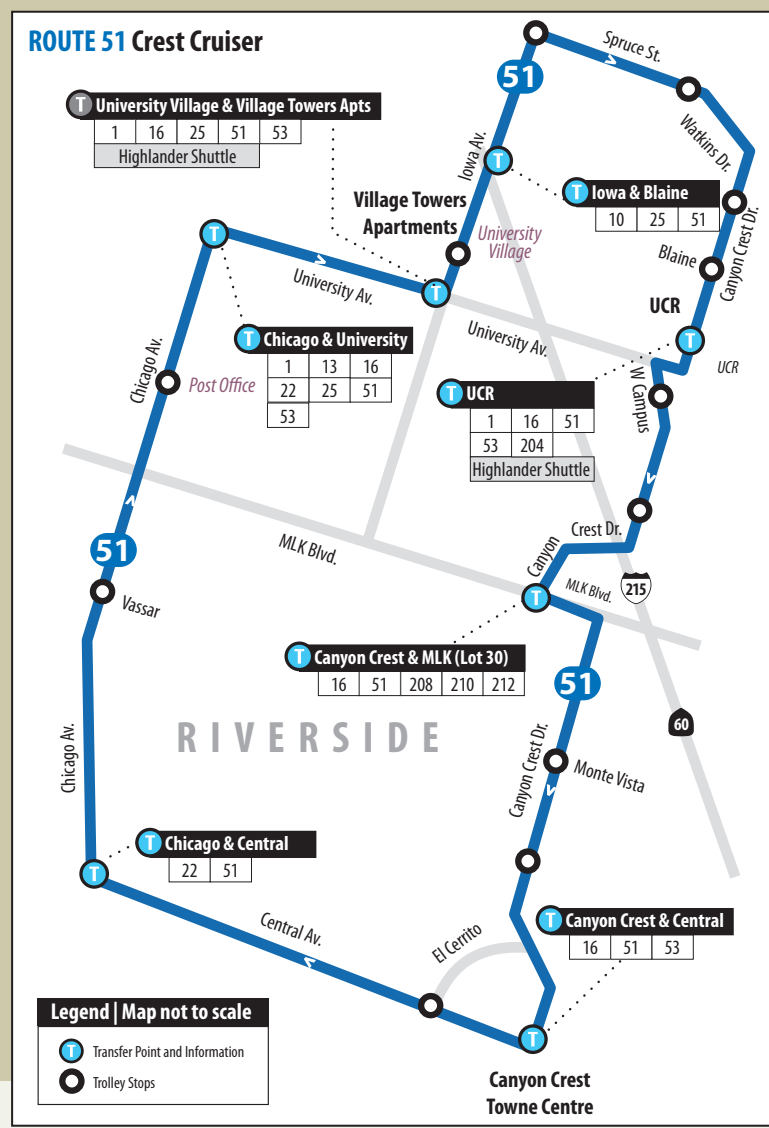 ROUTE 51 Crest Cruiser
51
Spruce St.
T University Village & Village Towers Apts
1 16 25 51 53
Highlander Shuttle
Iowa Av.
Watkins Dr.
T
Village Towers
Apartments
University
Village
T Iowa & Blaine
10 25 51
Canyon Crest Dr.
Blaine
T
University Av.
T
UCR
T
UCR
University Av.
W Campus
Chicago Av.
Post Office
T Chicago & University
1 13 16
22 25 51
53
T UCR
1 16 51
53 204
Highlander Shuttle
51
MLK Blvd.
Canyon
Crest Dr.
215
MLK Blvd.
T
Vassar
T Canyon Crest & MLK (Lot 30)
16 51 208 210 212
51
RIVERSIDE
60
Chicago Av.
Canyon Crest Dr.
Monte Vista
T Chicago & Central
22 51
T
Central Av.
El Cerrito
T Canyon Crest & Central
16 51 53
T
Canyon Crest
Towne Centre
Legend | Map not to scale
T Transfer Point and Information
Trolley Stops